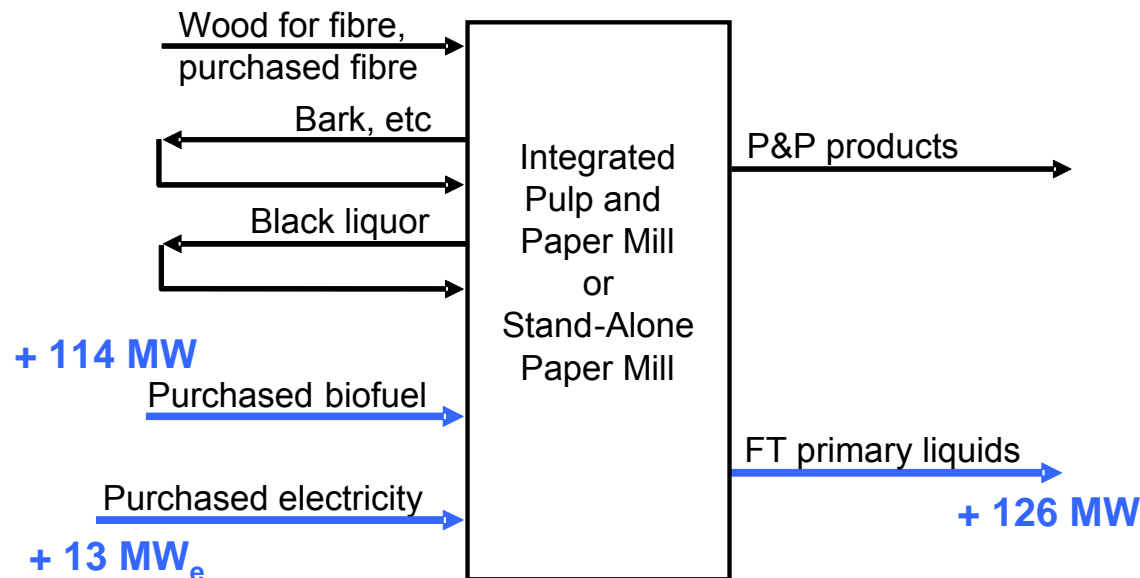 Wood for fibre,
purchased fibre
Bark, etc
Black liquor
+ 114 MW
Purchased biofuel
Purchased electricity
+ 13 MWe
Integrated
Pulp and
Paper Mill
or
Stand-Alone
Paper Mill
P&P products
FT primary liquids
+ 126 MW